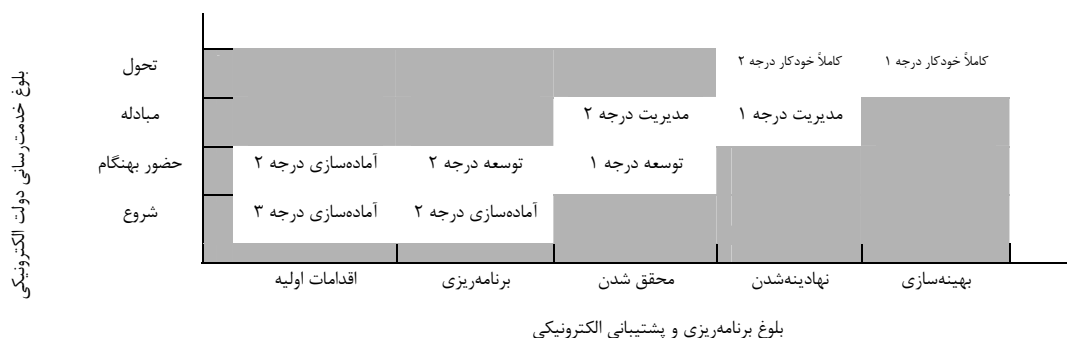 بلوغ خدمت‌رسانی دولت الکترونیکی
تحول
کاملاً خودکار درجه ۲
کاملاً خودکار درجه ۱
مبادله
مدیریت درجه ۲
مدیریت درجه ۱
حضور بهنگام
آماده‌سازی درجه ۲
توسعه درجه ۲
توسعه درجه ۱
شروع
آماده‌سازی درجه ۳
آماده‌سازی درجه ۲
اقدامات اولیه
برنامه‌ریزی
محقق شدن
نهادینه‌شدن
بهینه‌سازی
بلوغ برنامه‌ریزی و پشتیبانی الکترونیکی